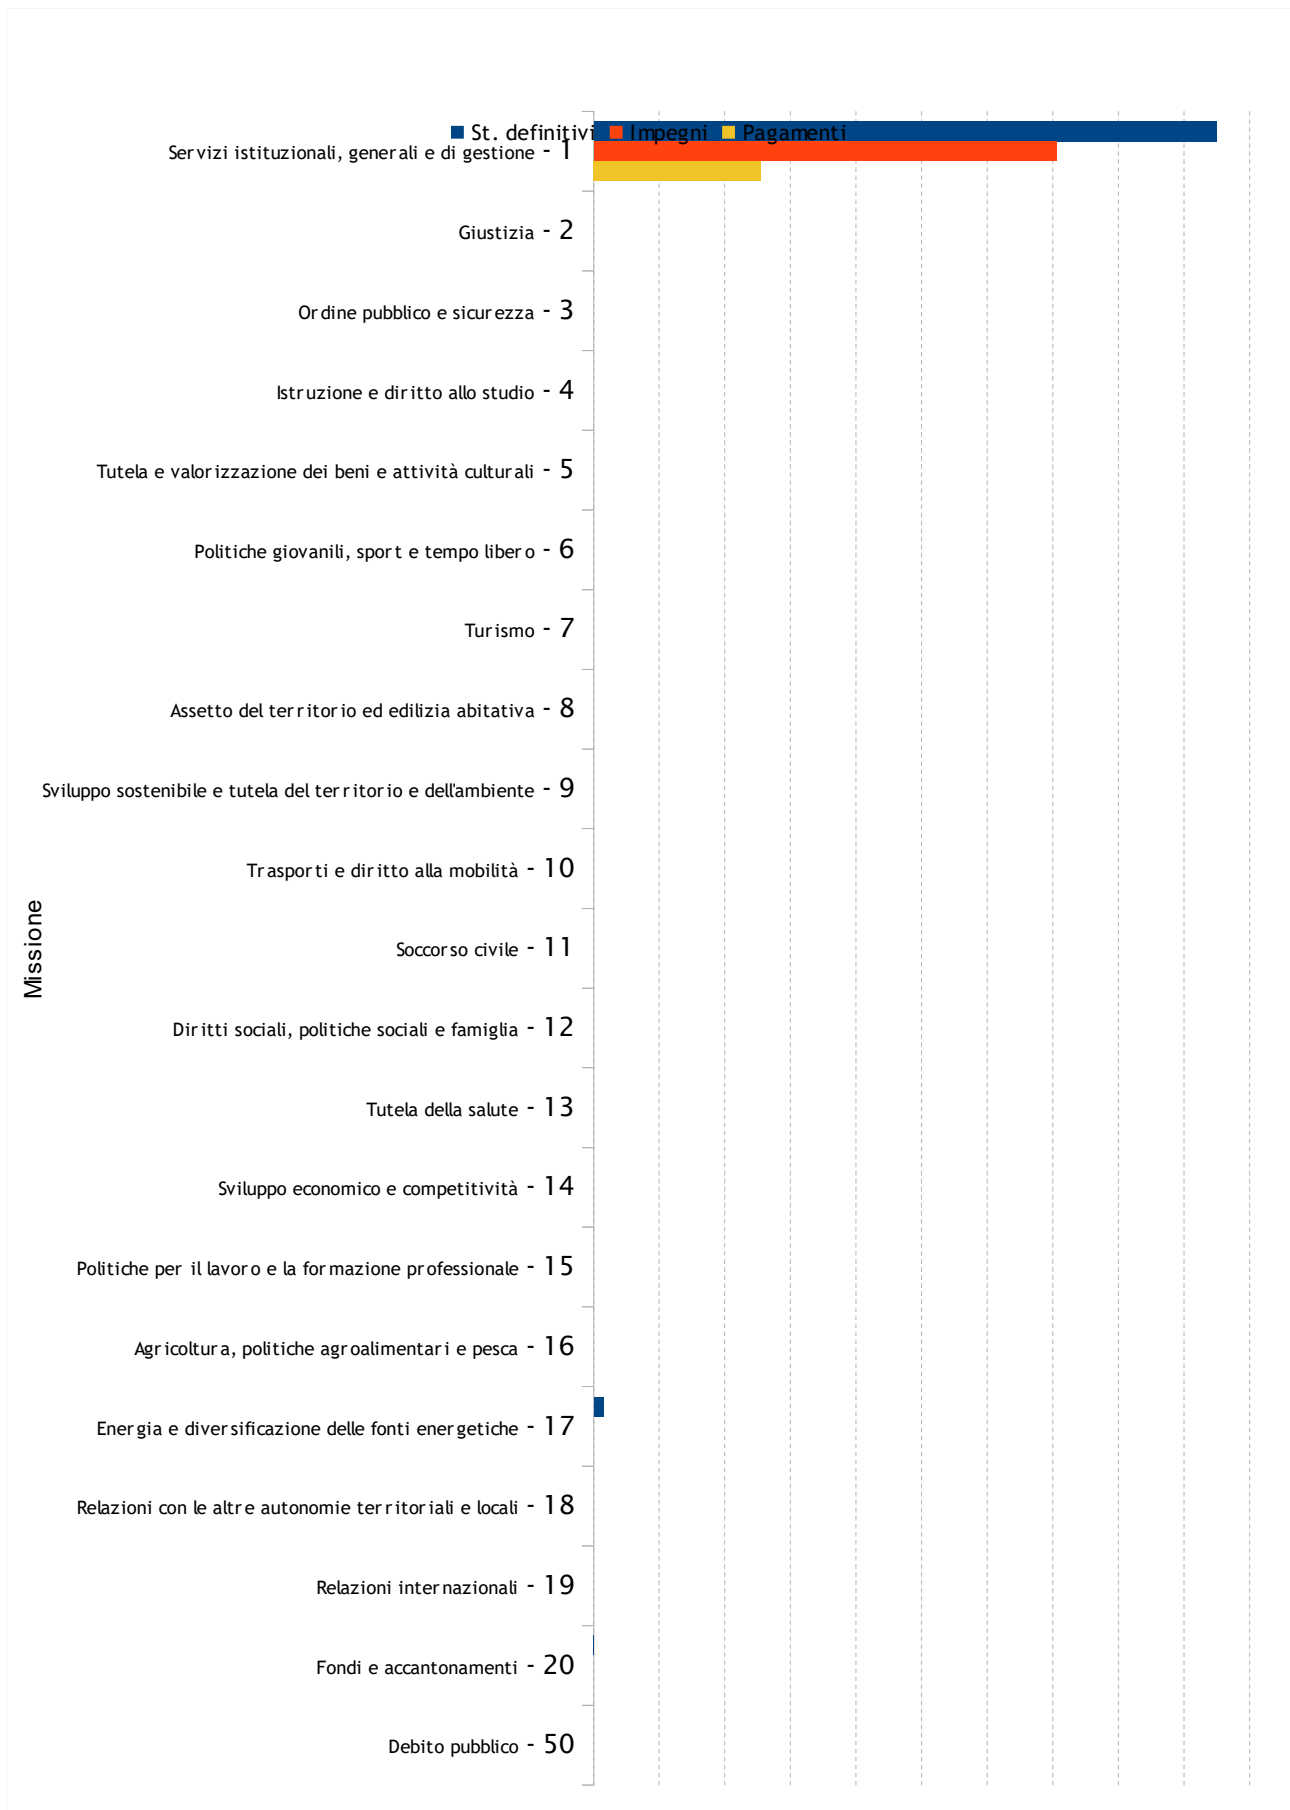 St. definitivi Impegni Pagamenti
Servizi istituzionali, generali e di gestione - 1
Giustizia - 2
Ordine pubblico e sicurezza - 3
Istruzione e diritto allo studio - 4
Tutela e valorizzazione dei beni e attività culturali - 5
Politiche giovanili, sport e tempo libero - 6
Turismo - 7
Assetto del territorio ed edilizia abitativa - 8
Sviluppo sostenibile e tutela del territorio e dell'ambiente - 9
Trasporti e diritto alla mobilità - 10
Missione
Soccorso civile - 11
Diritti sociali, politiche sociali e famiglia - 12
Tutela della salute - 13
Sviluppo economico e competitività - 14
Politiche per il lavoro e la formazione professionale - 15
Agricoltura, politiche agroalimentari e pesca - 16
Energia e diversificazione delle fonti energetiche - 17
Relazioni con le altre autonomie territoriali e locali - 18
Relazioni internazionali - 19
Fondi e accantonamenti - 20
Debito pubblico - 50